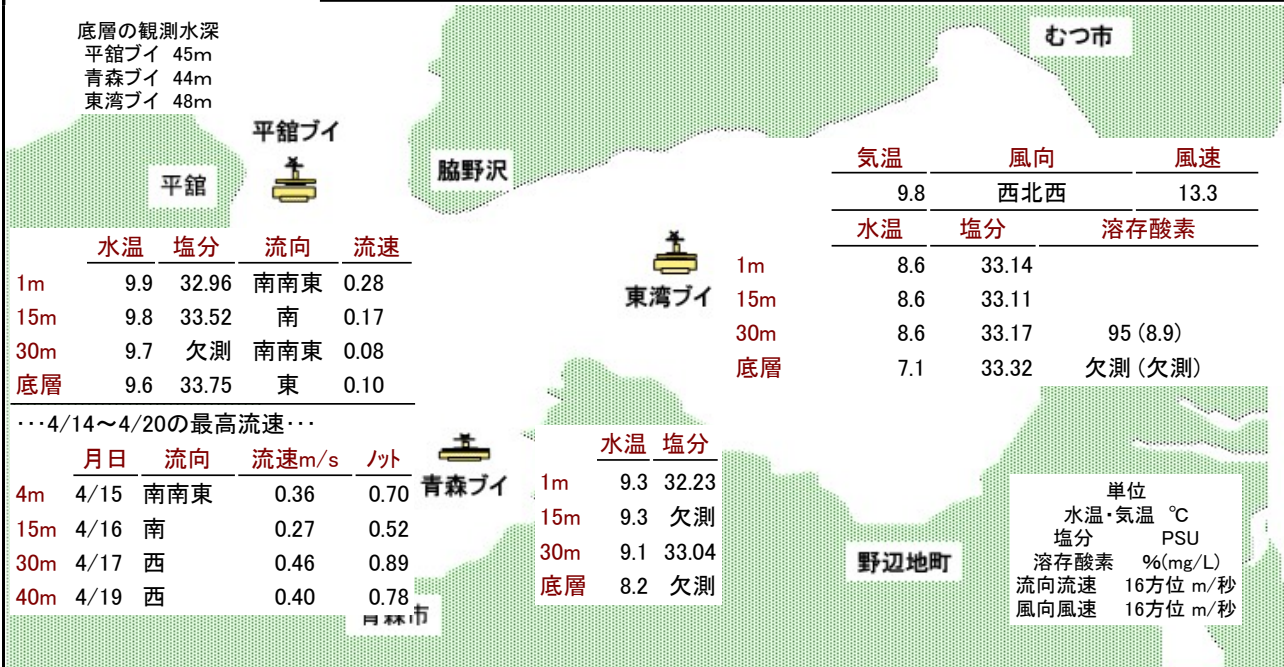 底層の観測水深
平舘ブイ 45m
青森ブイ 44m
東湾ブイ 48m
むつ市
平舘ブイ
平舘
脇野沢
気温 風向 風速
9.8 西北西 13.3
水温 塩分 溶存酸素
1m 8.6 33.14
15m 8.6 33.11
30m 8.6 33.17 95 (8.9)
底層 7.1 33.32 欠測 (欠測)
東湾ブイ
水温 塩分 流向 流速
1m 9.9 32.96 南南東 0.28
15m 9.8 33.52 南 0.17
30m 9.7 欠測 南南東 0.08
底層 9.6 33.75 東 0.10
･･･4/14～4/20の最高流速･･･
月日 流向 流速m/s ノット
4m 4/15 南南東 0.36 0.70
15m 4/16 南 0.27 0.52
30m 4/17 西 0.46 0.89
40m 4/19 西 0.40 0.78
青森ブイ
水温 塩分
1m 9.3 32.23
15m 9.3 欠測
30m 9.1 33.04
底層 8.2 欠測
青森市
野辺地町
単位
水温･気温 ℃
塩分 PSU
溶存酸素 %(mg/L)
流向流速 16方位 m/秒
風向風速 16方位 m/秒